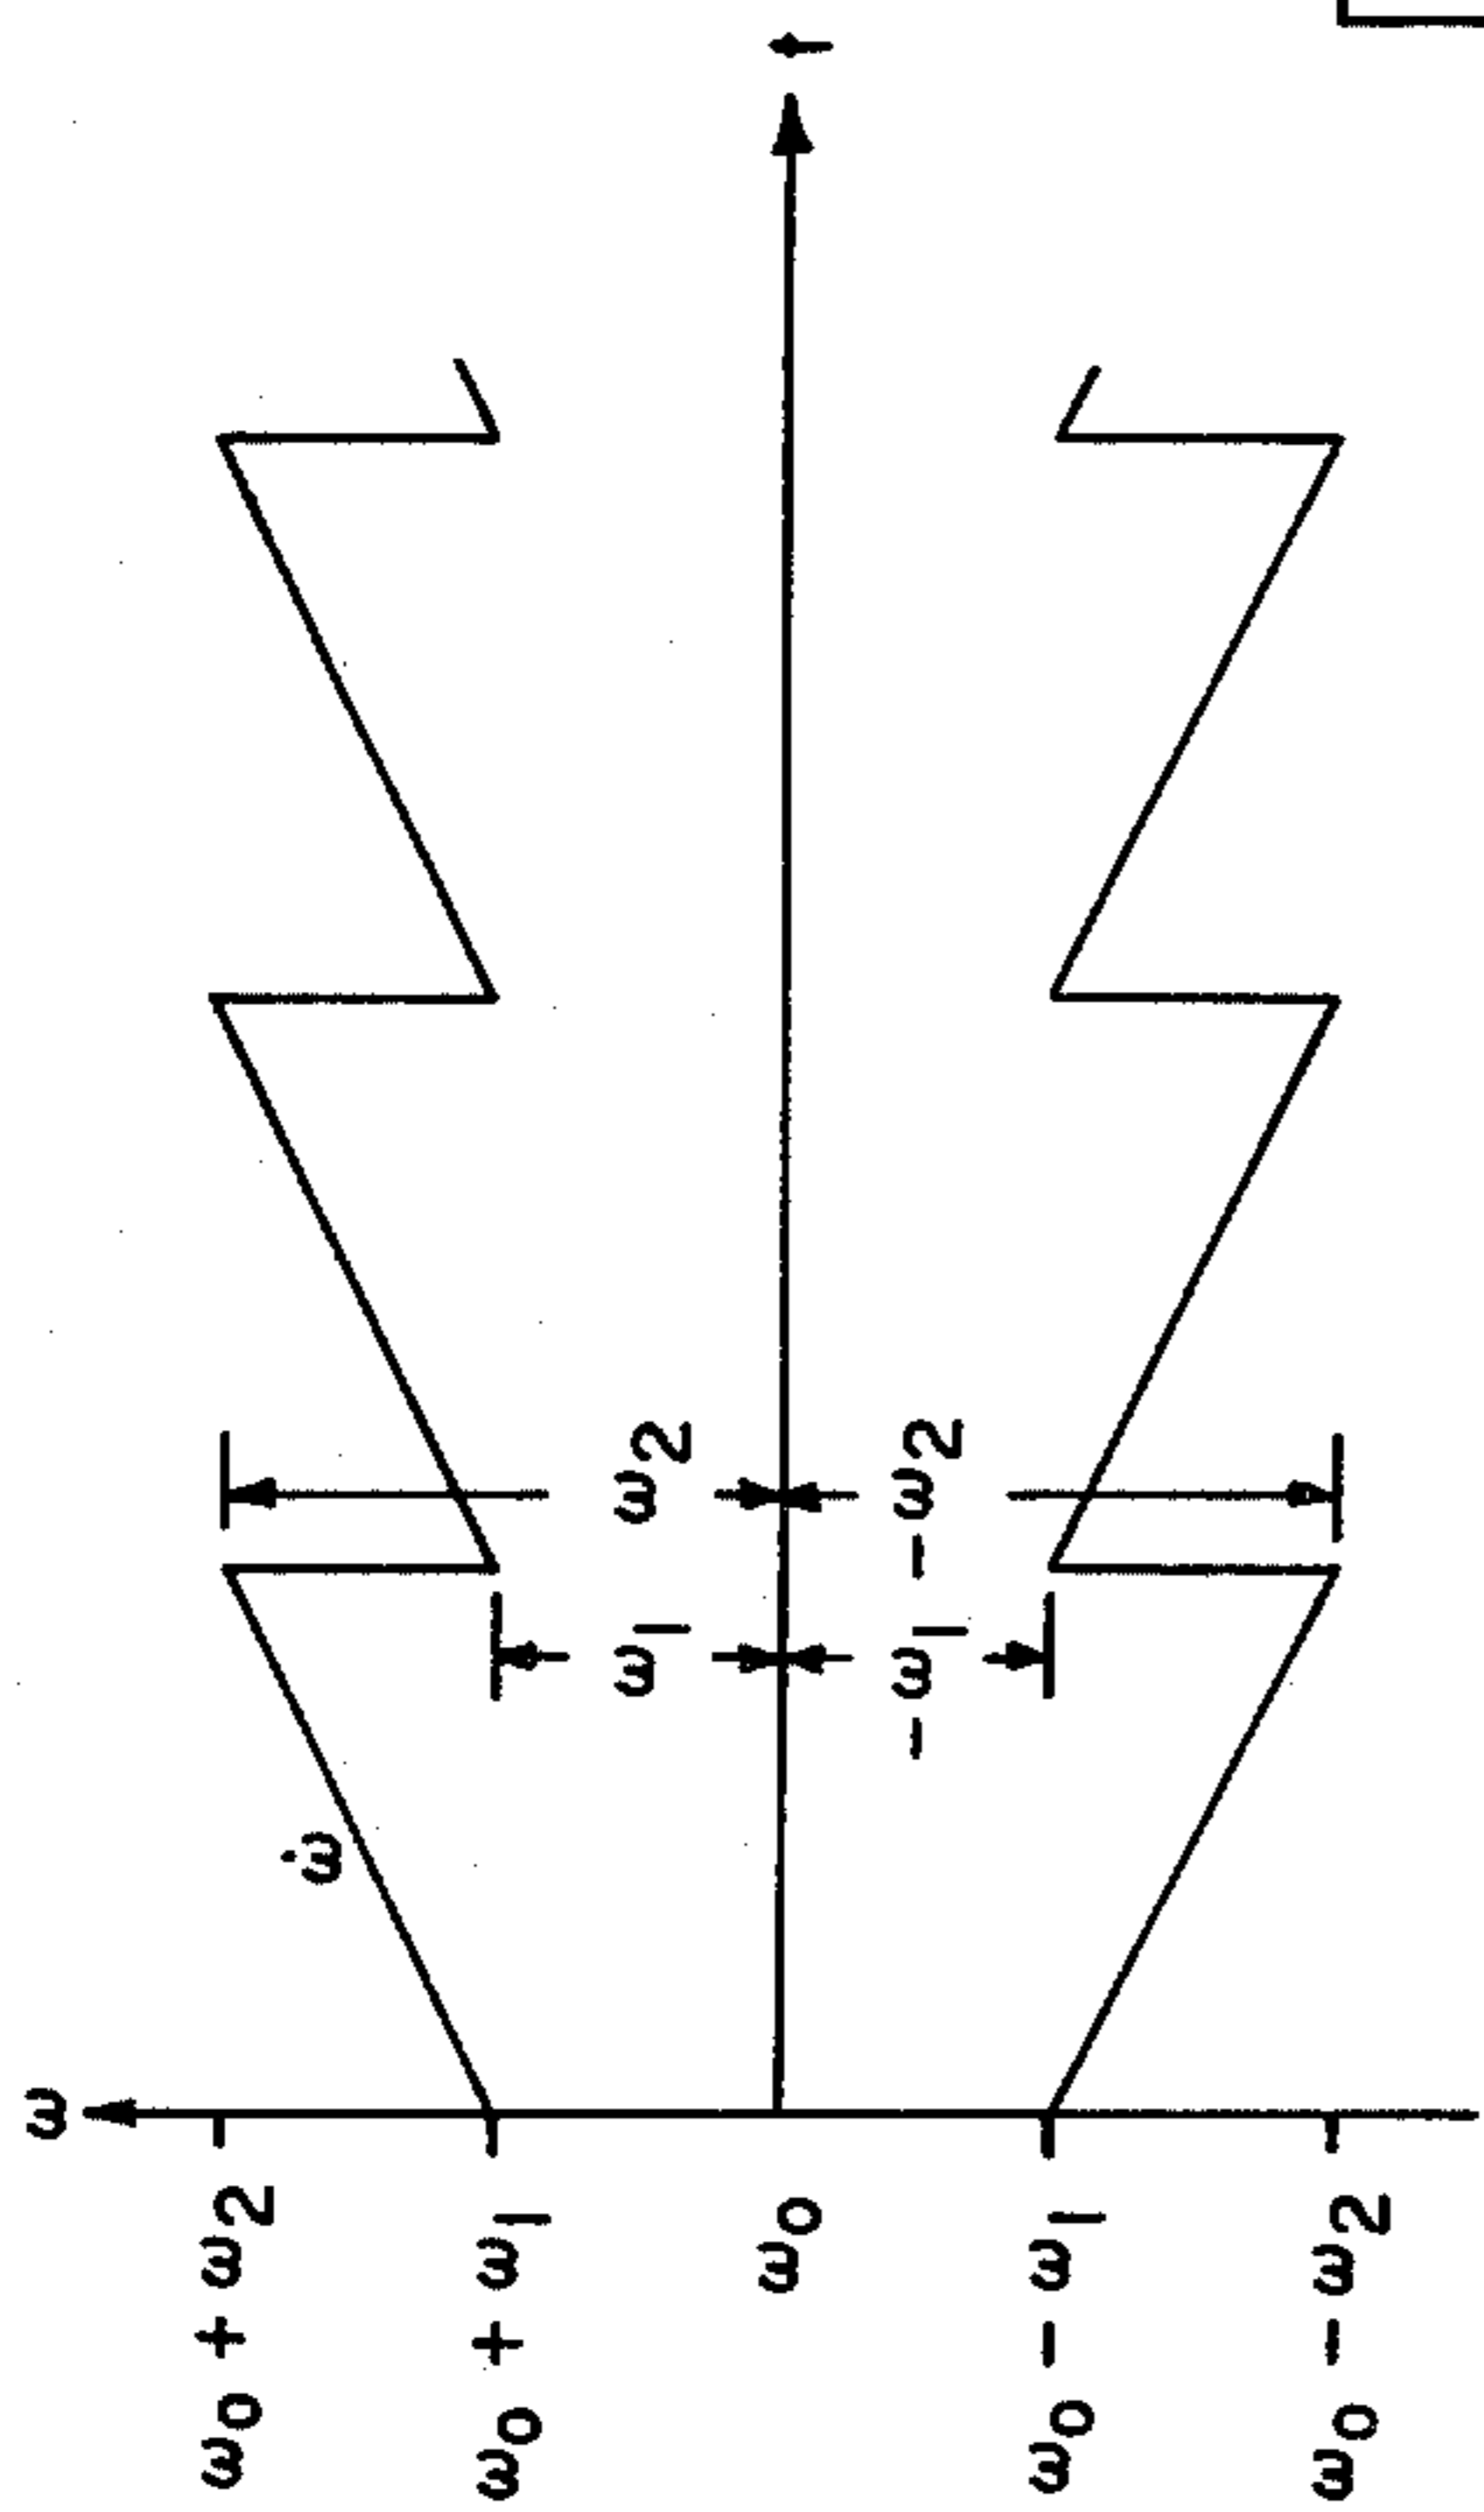 ω
ω₀ + ω₂
ω₀ + ω₁
ω₀
ω₀ − ω₁
ω₀ − ω₂
ω̇
ω₁
ω₂
−ω₁
−ω₂
t